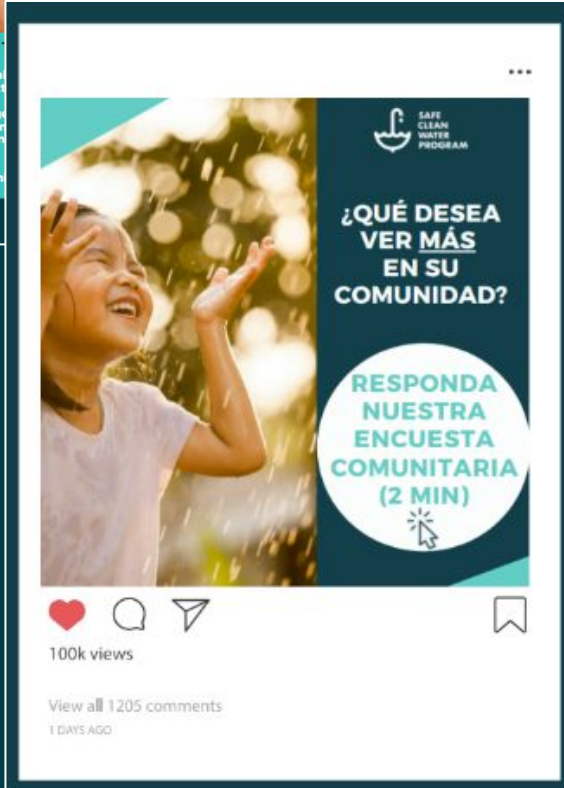 SAFE
CLEAN
WATER
PROGRAM
¿QUÉ DESEA
VER MÁS
EN SU
COMUNIDAD?
RESPONDA
NUESTRA
ENCUESTA
COMUNITARIA
(2 MIN)
100k views
View all 1205 comments
1 DAYS AGO